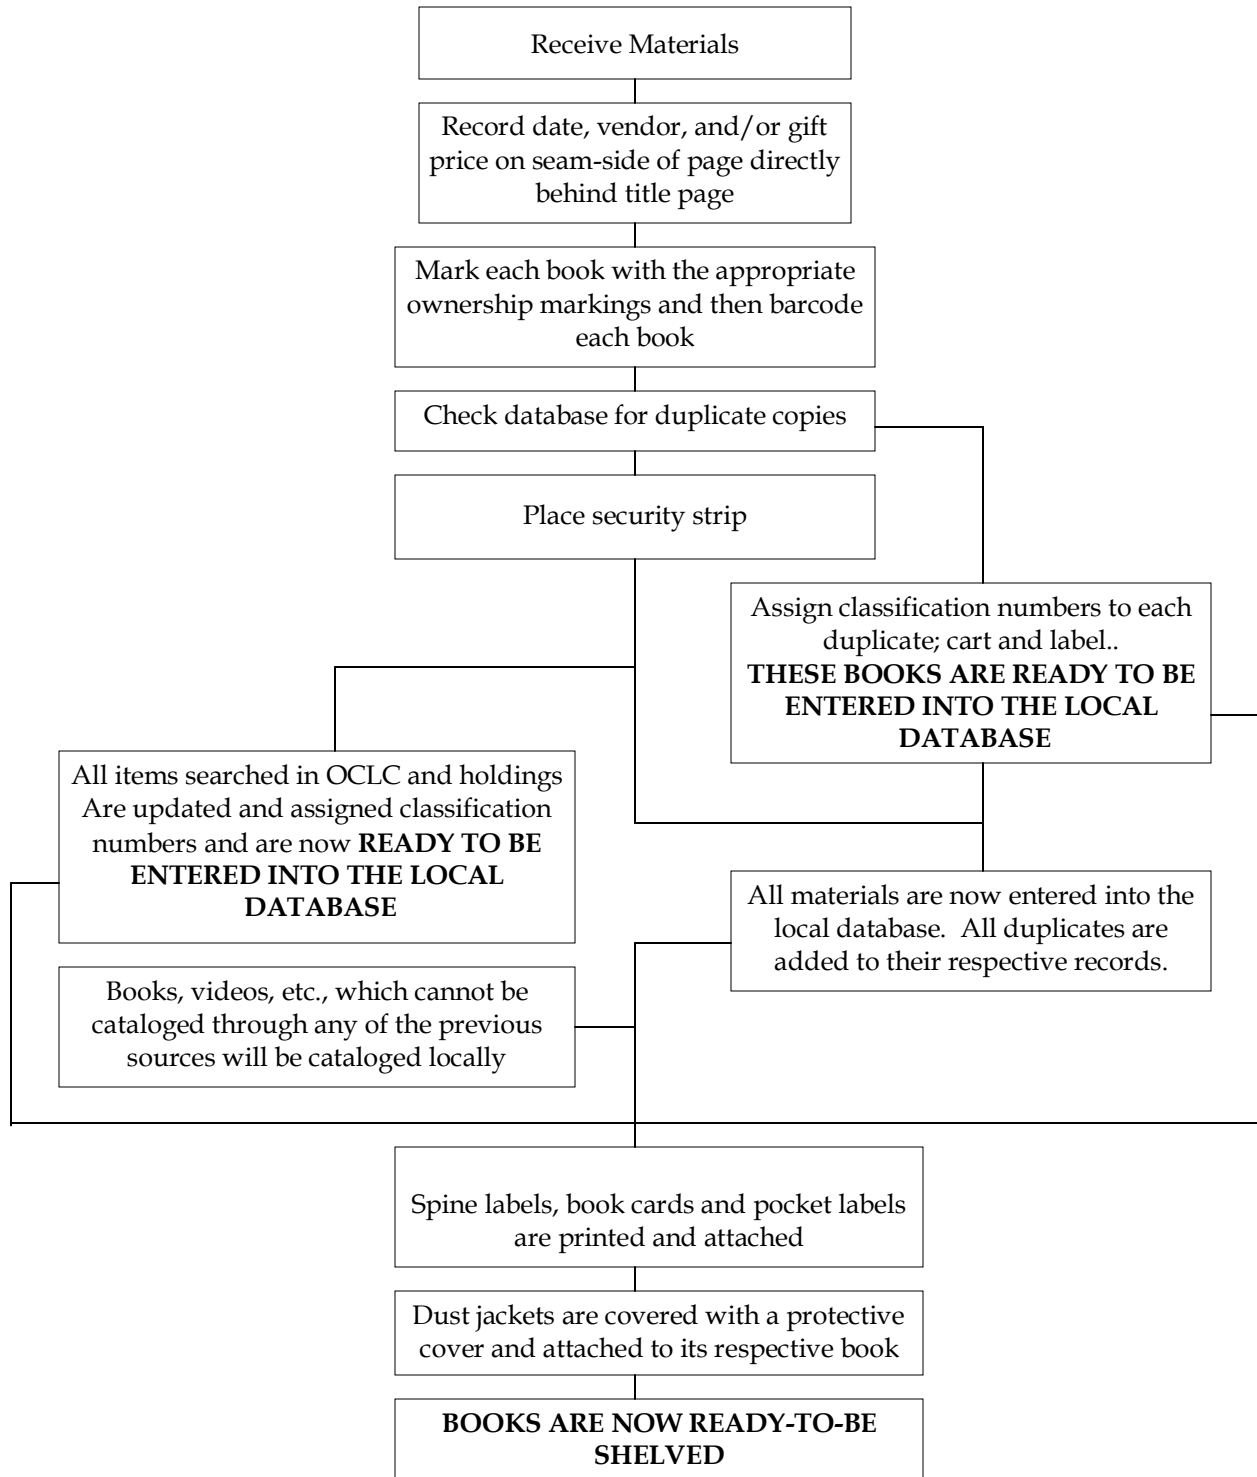 Receive Materials
Record date, vendor, and/or gift
price on seam-side of page directly
behind title page
Mark each book with the appropriate
ownership markings and then barcode
each book
Check database for duplicate copies
Place security strip
Assign classification numbers to each
duplicate; cart and label..
THESE BOOKS ARE READY TO BE
ENTERED INTO THE LOCAL
DATABASE
All items searched in OCLC and holdings
Are updated and assigned classification
numbers and are now READY TO BE
ENTERED INTO THE LOCAL
DATABASE
All materials are now entered into the
local database.  All duplicates are
added to their respective records.
Books, videos, etc., which cannot be
cataloged through any of the previous
sources will be cataloged locally
Spine labels, book cards and pocket labels
are printed and attached
Dust jackets are covered with a protective
cover and attached to its respective book
BOOKS ARE NOW READY-TO-BE
SHELVED